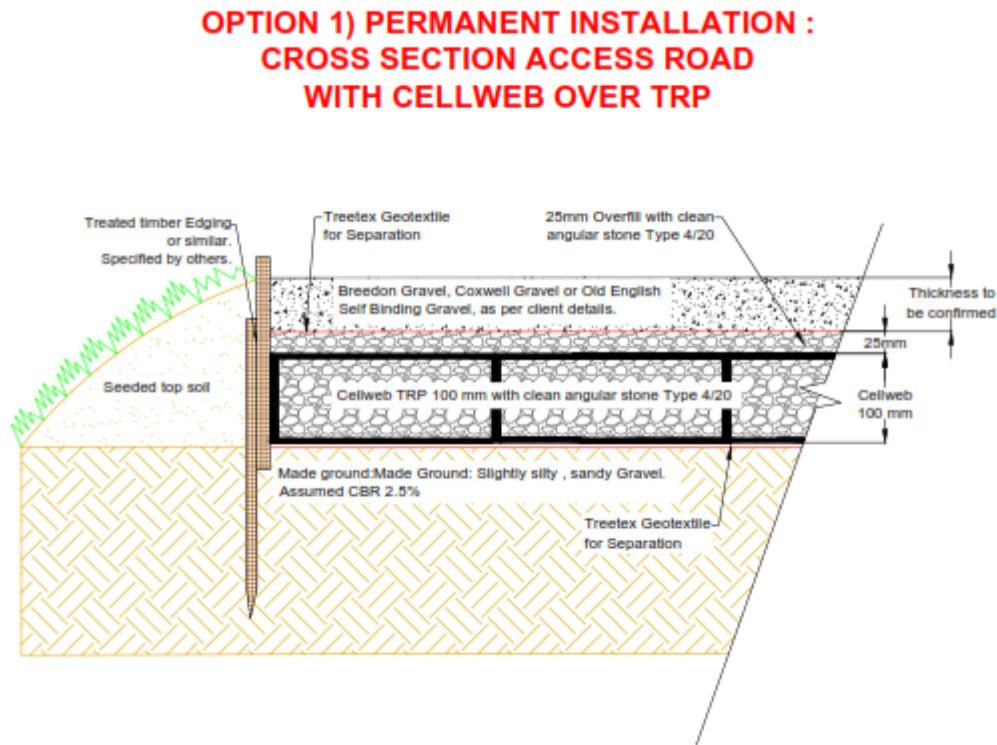 OPTION 1) PERMANENT INSTALLATION :
CROSS SECTION ACCESS ROAD
WITH CELLWEB OVER TRP
Treated timber Edging
or similar.
Specified by others.
Treetex Geotextile
for Separation
25mm Overfill with clean
angular stone Type 4/20
Breedon Gravel, Coxwell Gravel or Old English
Self Binding Gravel, as per client details.
Thickness to
be confirmed
25mm
Seeded top soil
Cellweb TRP 100 mm with clean angular stone Type 4/20
Cellweb
100 mm
Made ground:Made Ground: Slightly silty , sandy Gravel.
Assumed CBR 2.5%
Treetex Geotextile
for Separation